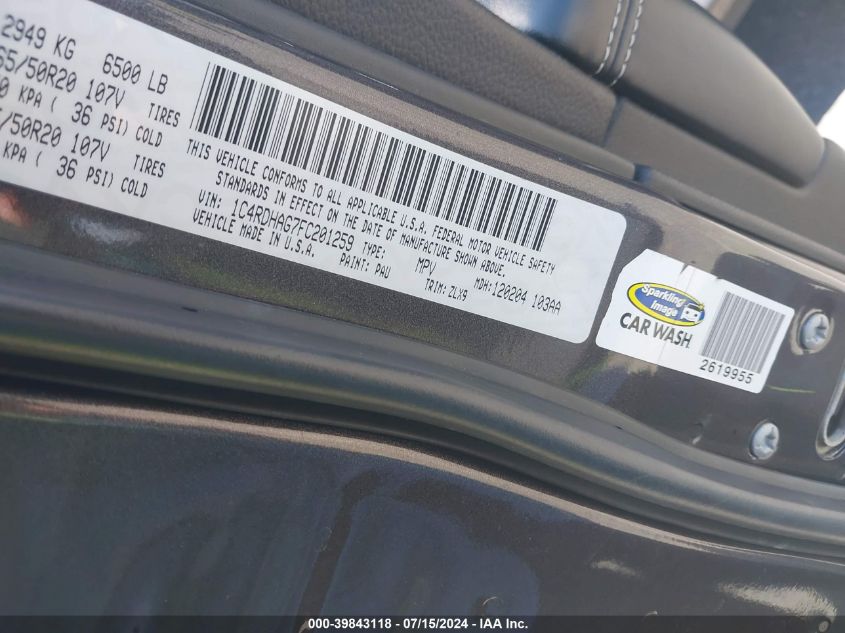 2949 KG 6500 LB
65/50R20 107V TIRES
0 KPA ( 36 PSI) COLD
/50R20 107V TIRES
KPA ( 36 PSI) COLD
THIS VEHICLE CONFORMS TO ALL APPLICABLE U.S.A. FEDERAL MOTOR VEHICLE SAFETY
STANDARDS IN EFFECT ON THE DATE OF MANUFACTURE SHOWN ABOVE.
VIN: 1C4RDHAG7FC201259 TYPE: MPV MDH:120204 103AA
VEHICLE MADE IN U.S.A. PAINT: PAU TRIM: ZLX9
Sparkling
Image
CAR WASH
2619955
000-39843118 - 07/15/2024 - IAA Inc.